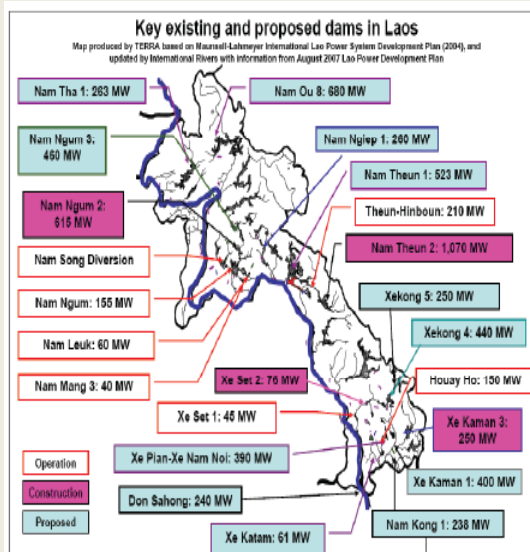 Key existing and proposed dams in Laos
Map produced by TERRA based on Maunsell-Lahmeyer International Lao Power System Development Plan (2004), and
updated by International Rivers with information from August 2007 Lao Power Development Plan
Nam Tha 1: 263 MW
Nam Ou 8: 680 MW
Nam Ngum 3:
460 MW
Nam Ngiep 1: 260 MW
Nam Theun 1: 523 MW
Nam Ngum 2:
615 MW
Theun-Hinboun: 210 MW
Nam Theun 2: 1,070 MW
Nam Song Diversion
Xekong 5: 250 MW
Nam Ngum: 155 MW
Xekong 4: 440 MW
Nam Leuk: 60 MW
Houay Ho: 150 MW
Xe Set 2: 76 MW
Nam Mang 3: 40 MW
Xe Set 1: 45 MW
Xe Kaman 3:
250 MW
Xe Pian-Xe Nam Noi: 390 MW
Operation
Xe Kaman 1: 400 MW
Construction
Don Sahong: 240 MW
Proposed
Nam Kong 1: 238 MW
Xe Katam: 61 MW